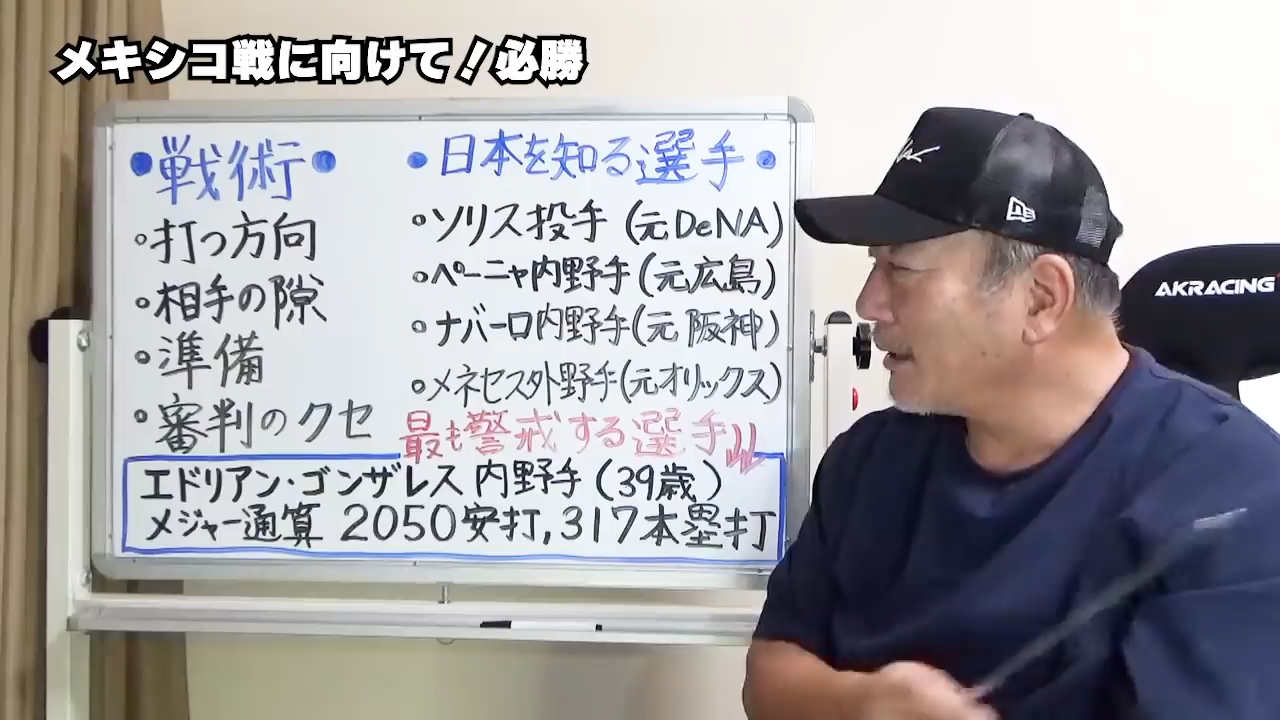 メキシコ戦に向けて!必勝
●戦術●
○打つ方向
○相手の隙
○準備
○審判のクセ
●日本を知る選手●
○ソリス投手(元DeNA)
○ペーニャ内野手(元広島)
○ナバーロ内野手(元阪神)
○メネセス外野手(元オリックス)
最も警戒する選手
エドリアン・ゴンザレス内野手(39歳)
メジャー通算 2050安打,317本塁打
AKRACING